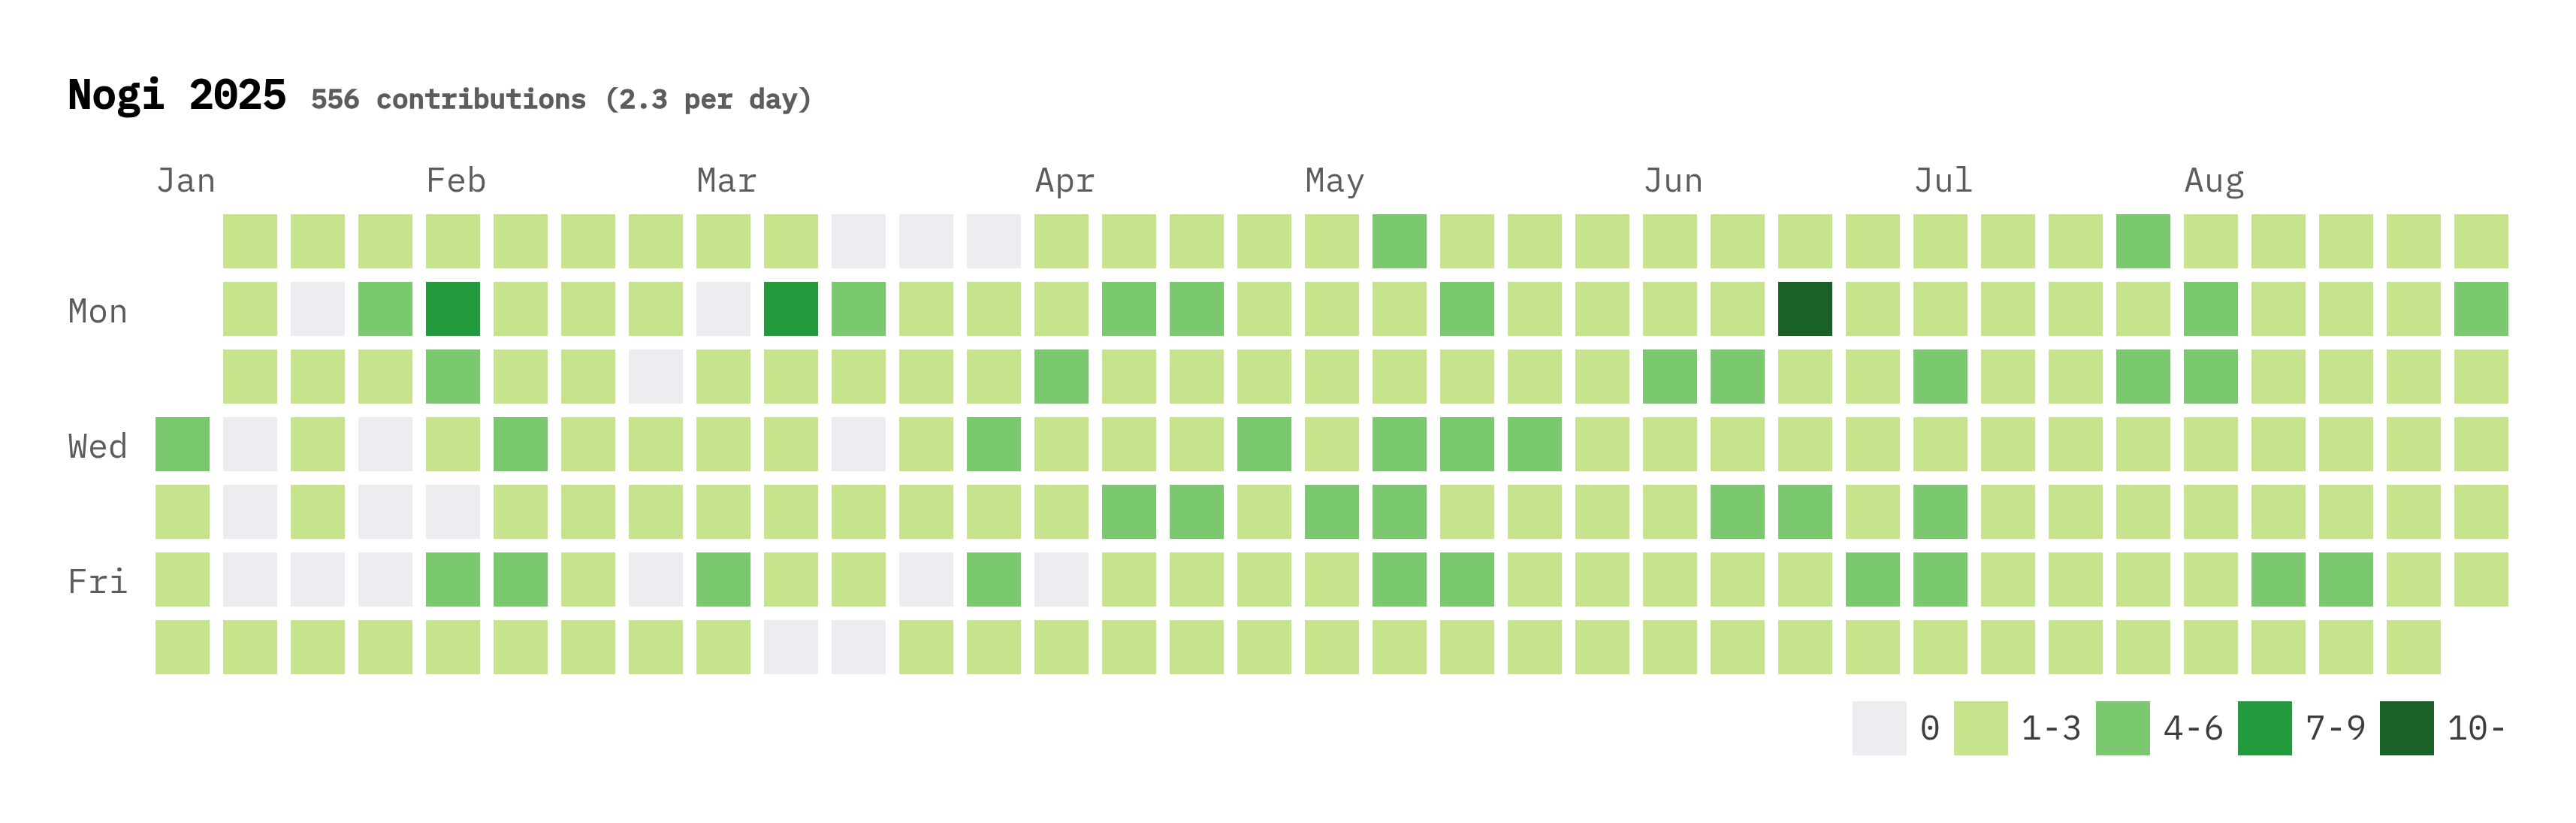 Nogi 2025 556 contributions (2.3 per day)
Jan Feb Mar Apr May Jun Jul Aug
Mon
Wed
Fri
0 1-3 4-6 7-9 10-